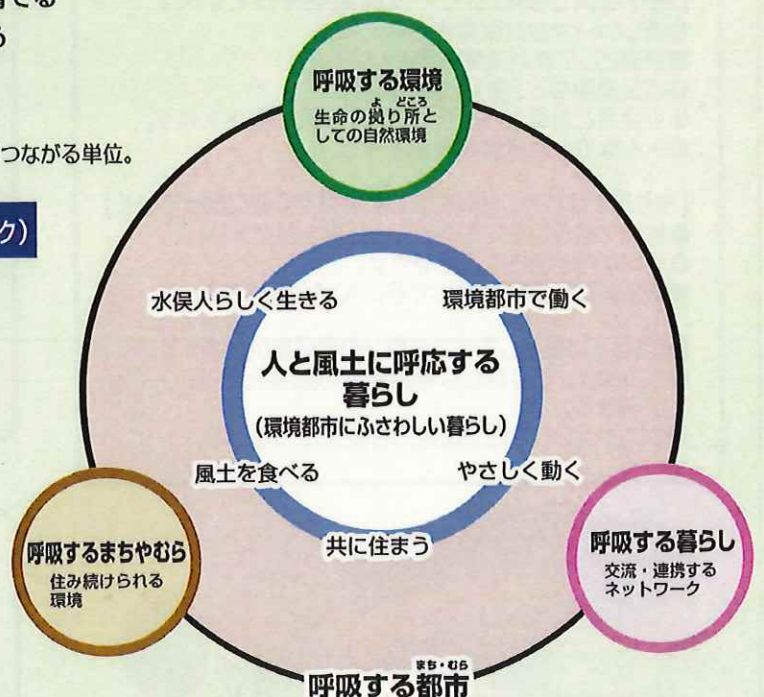 つながる単位。
ク）
呼吸する環境
生命の拠り所と
しての自然環境
よ どころ
水俣人らしく生きる
環境都市で働く
人と風土に呼応する
暮らし
（環境都市にふさわしい暮らし）
風土を食べる
やさしく動く
共に住まう
呼吸するまちやむら
住み続けられる
環境
呼吸する暮らし
交流・連携する
ネットワーク
まち・むら
呼吸する都市